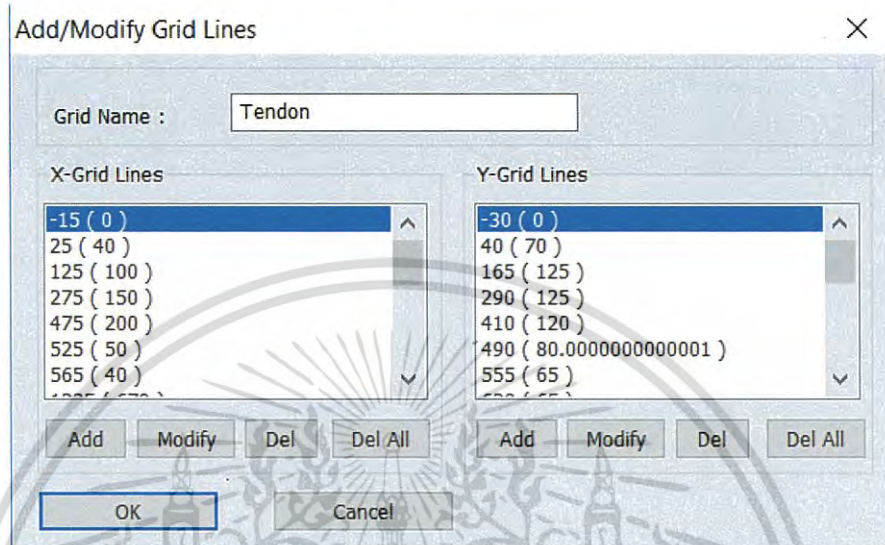 Add/Modify Grid Lines
Grid Name :
Tendon
X-Grid Lines
-15 ( 0 )
25 ( 40 )
125 ( 100 )
275 ( 150 )
475 ( 200 )
525 ( 50 )
565 ( 40 )
Add Modify Del Del All
Y-Grid Lines
-30 ( 0 )
40 ( 70 )
165 ( 125 )
290 ( 125 )
410 ( 120 )
490 ( 80.0000000000001 )
555 ( 65 )
Add Modify Del Del All
OK Cancel